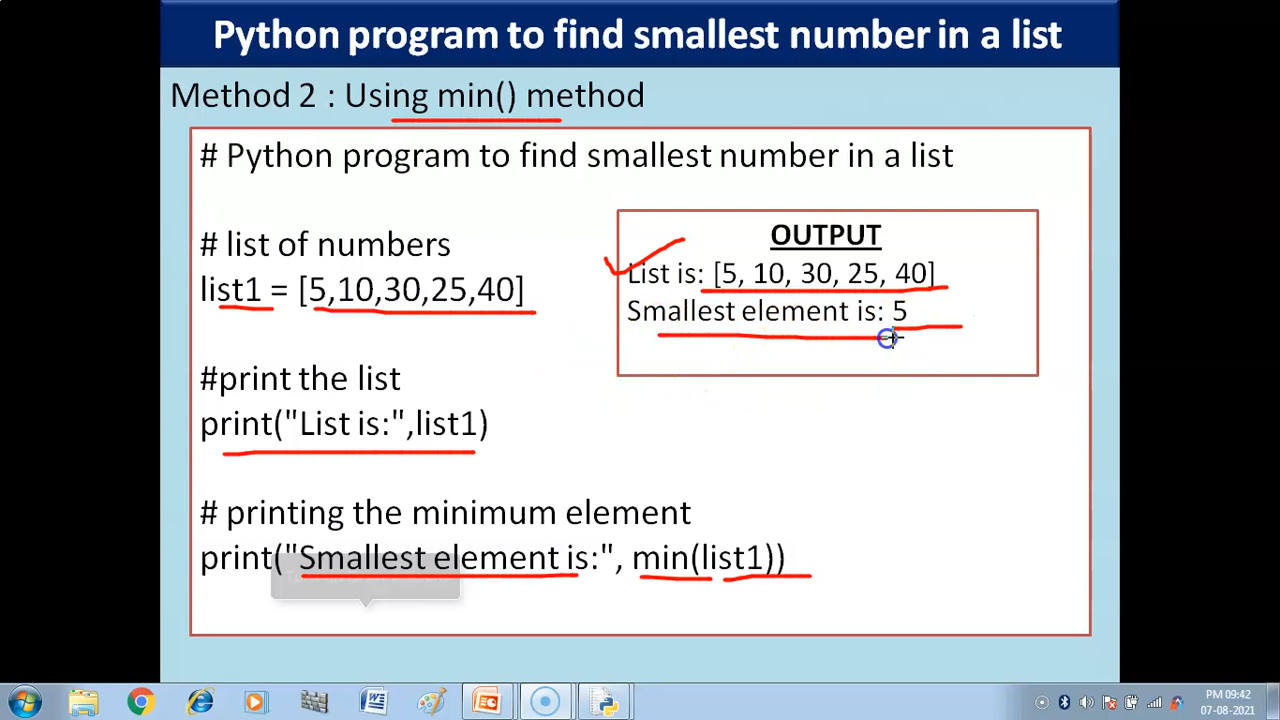 Python program to find smallest number in a list
Method 2 : Using min() method
# Python program to find smallest number in a list
# list of numbers
list1 = [5,10,30,25,40]
#print the list
print("List is:",list1)
# printing the minimum element
print("Smallest element is:", min(list1))
OUTPUT
List is: [5, 10, 30, 25, 40]
Smallest element is: 5
PM 09:42
07-08-2021